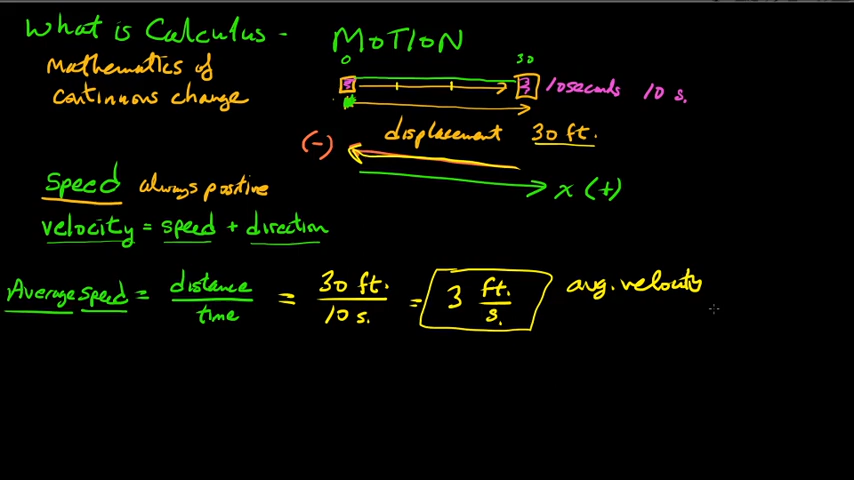 What is Calculus - MOTION
Mathematics of
continuous change
0 30
10 seconds 10 s.
displacement 30 ft.
(-)
x (+)
speed always positive
velocity = speed + direction
Average speed = distance / time = 30 ft. / 10 s. = 3 ft. / s. avg. velocity